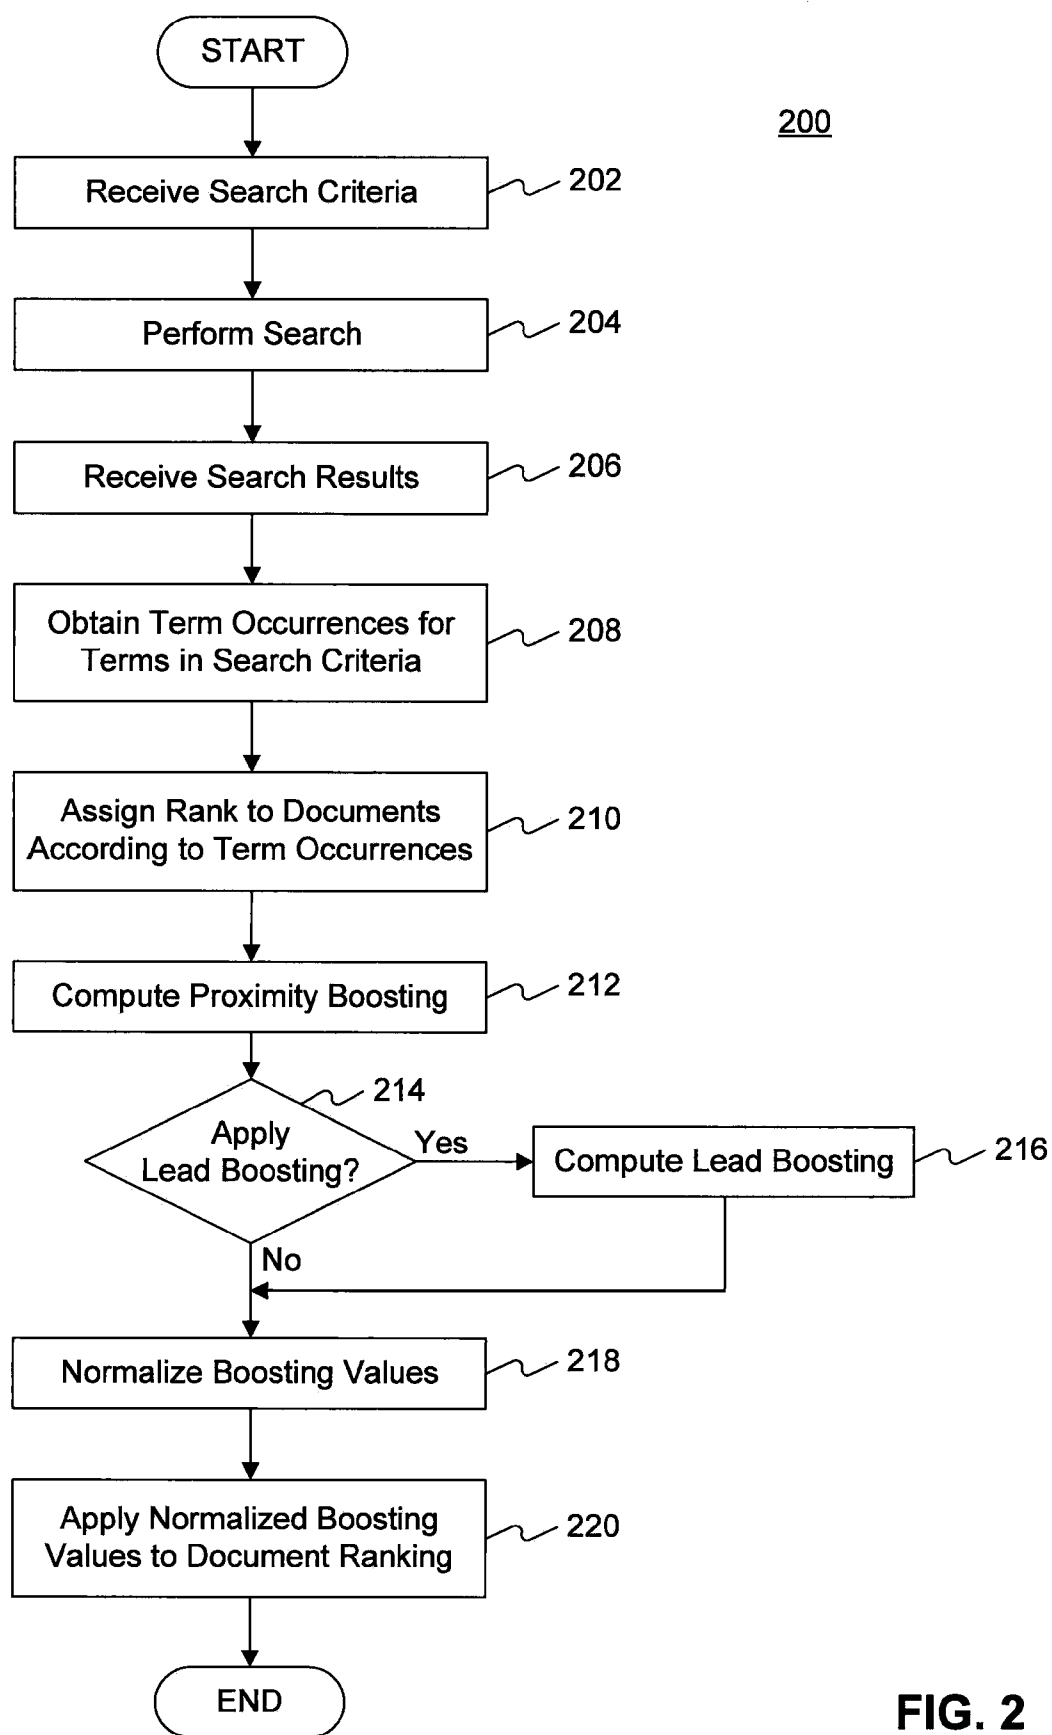 START
200
Receive Search Criteria
202
Perform Search
204
Receive Search Results
206
Obtain Term Occurrences for
Terms in Search Criteria
208
Assign Rank to Documents
According to Term Occurrences
210
Compute Proximity Boosting
212
214
Apply
Lead Boosting?
Yes
Compute Lead Boosting
216
No
Normalize Boosting Values
218
Apply Normalized Boosting
Values to Document Ranking
220
END
FIG. 2